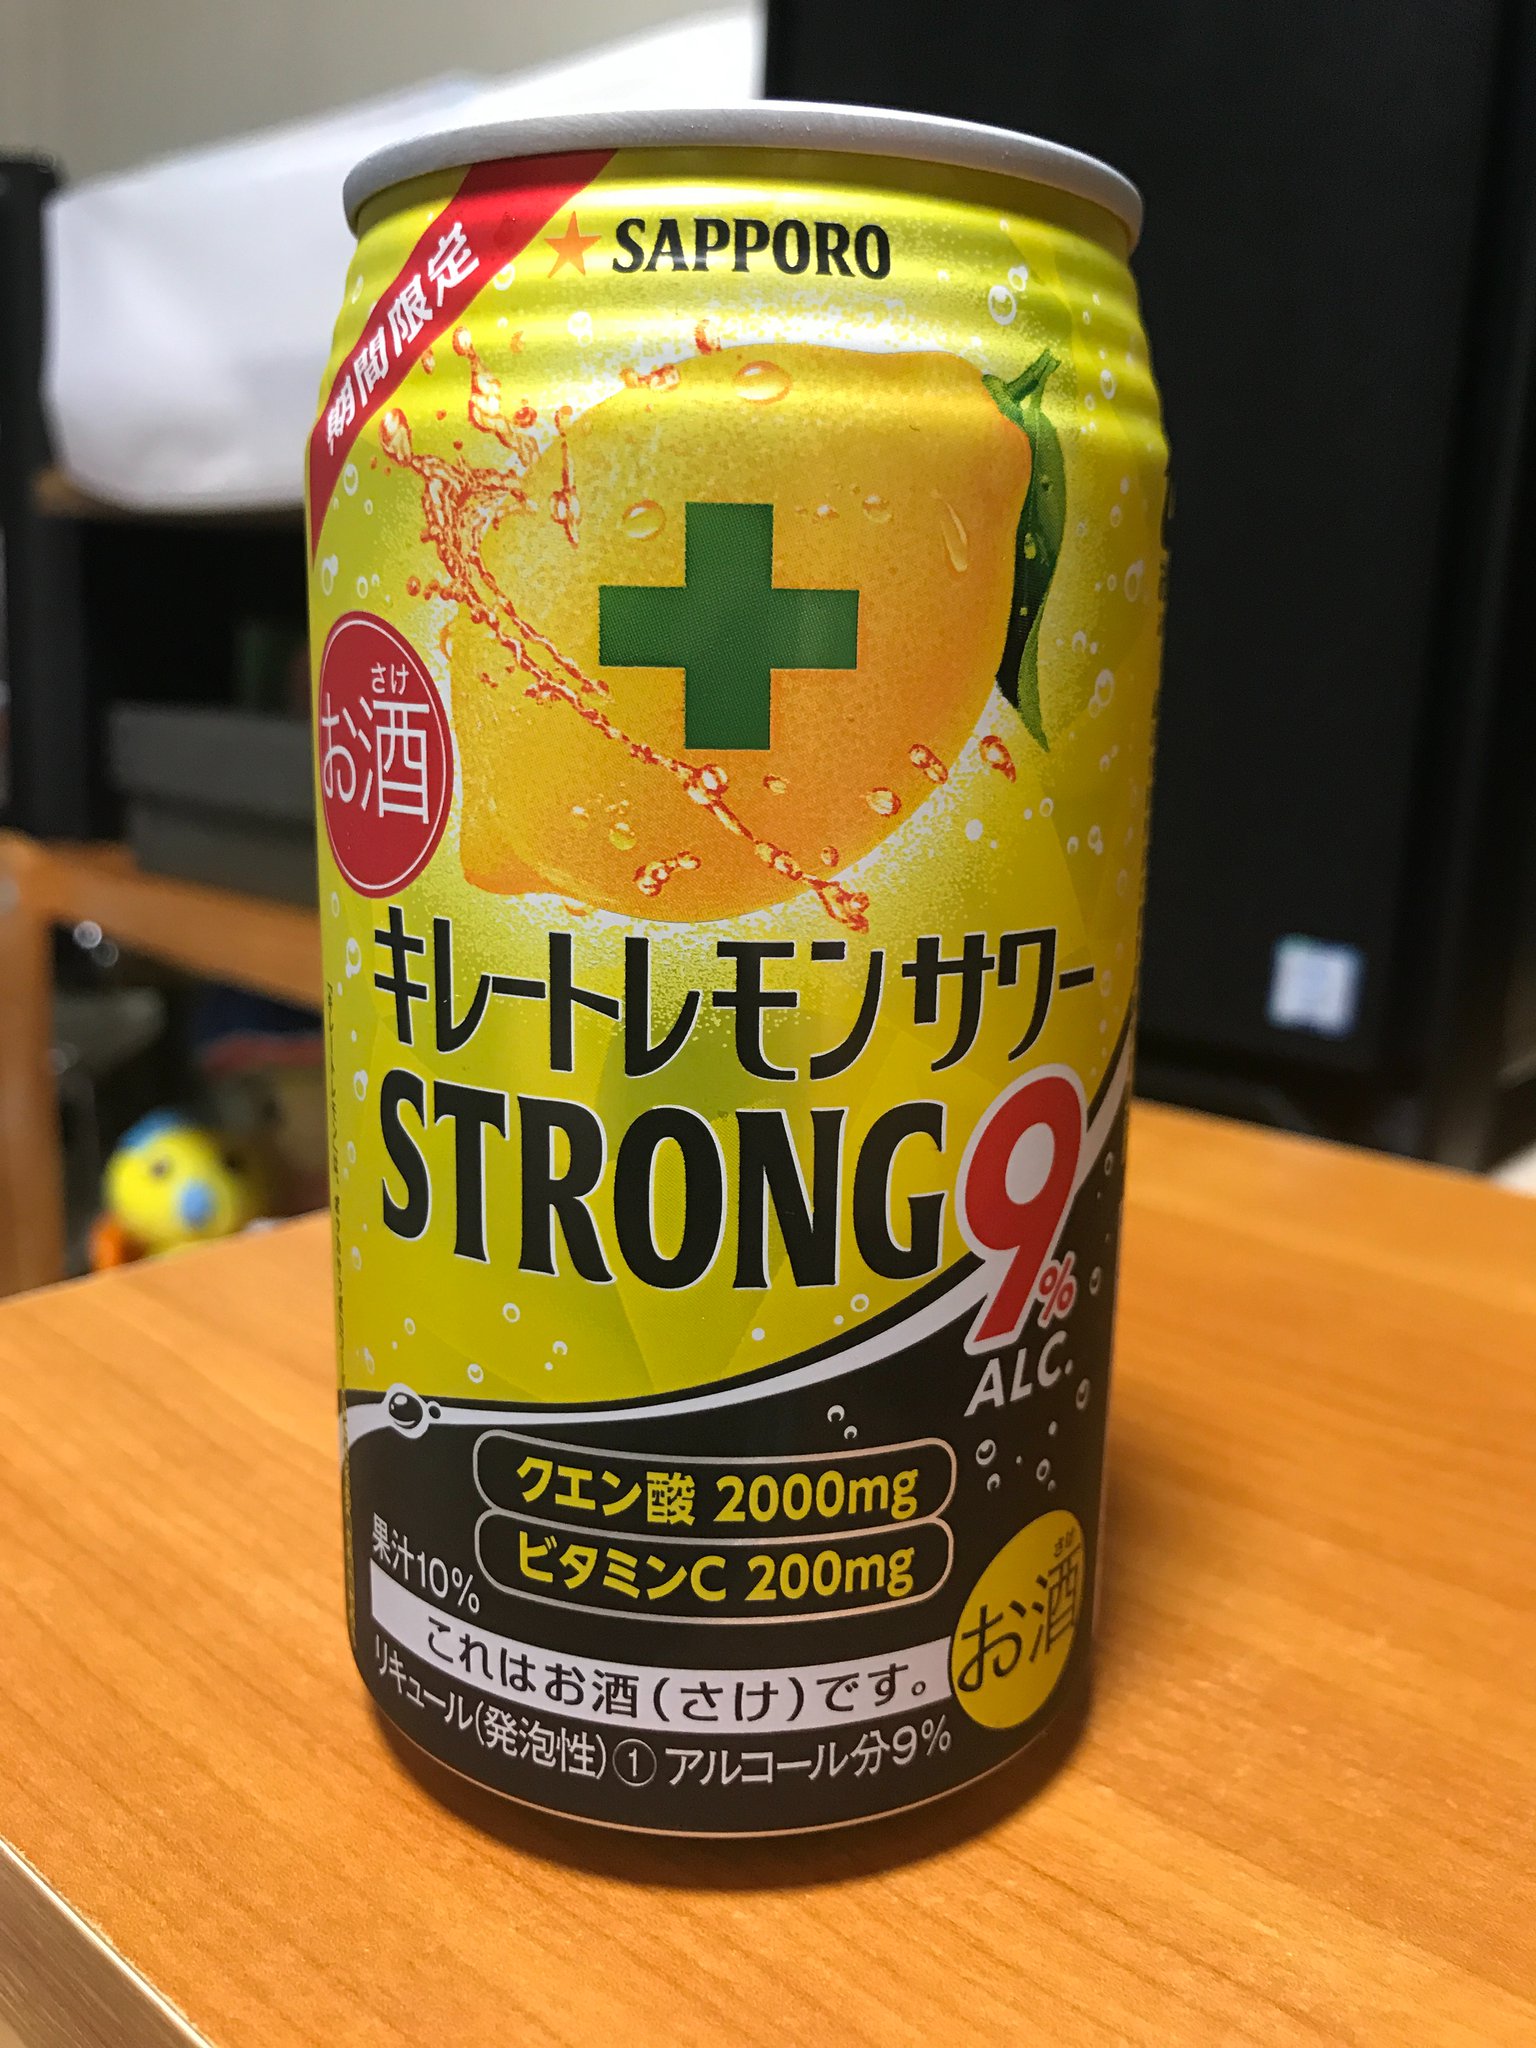 期間限定
SAPPORO
さけ
お酒
キレートレモンサワー
STRONG 9%
ALC.
クエン酸 2000mg
ビタミンC 200mg
果汁10%
これはお酒(さけ)です。
さけ
お酒
リキュール(発泡性)① アルコール分9%